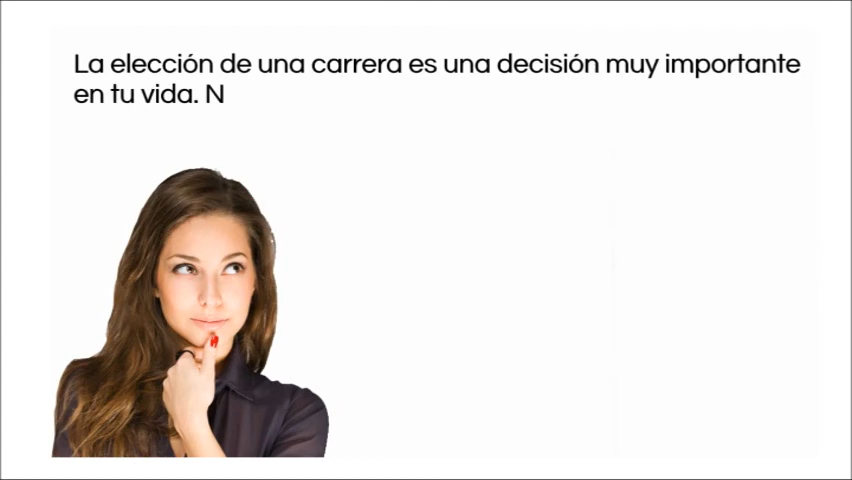 La elección de una carrera es una decisión muy importante
en tu vida. N